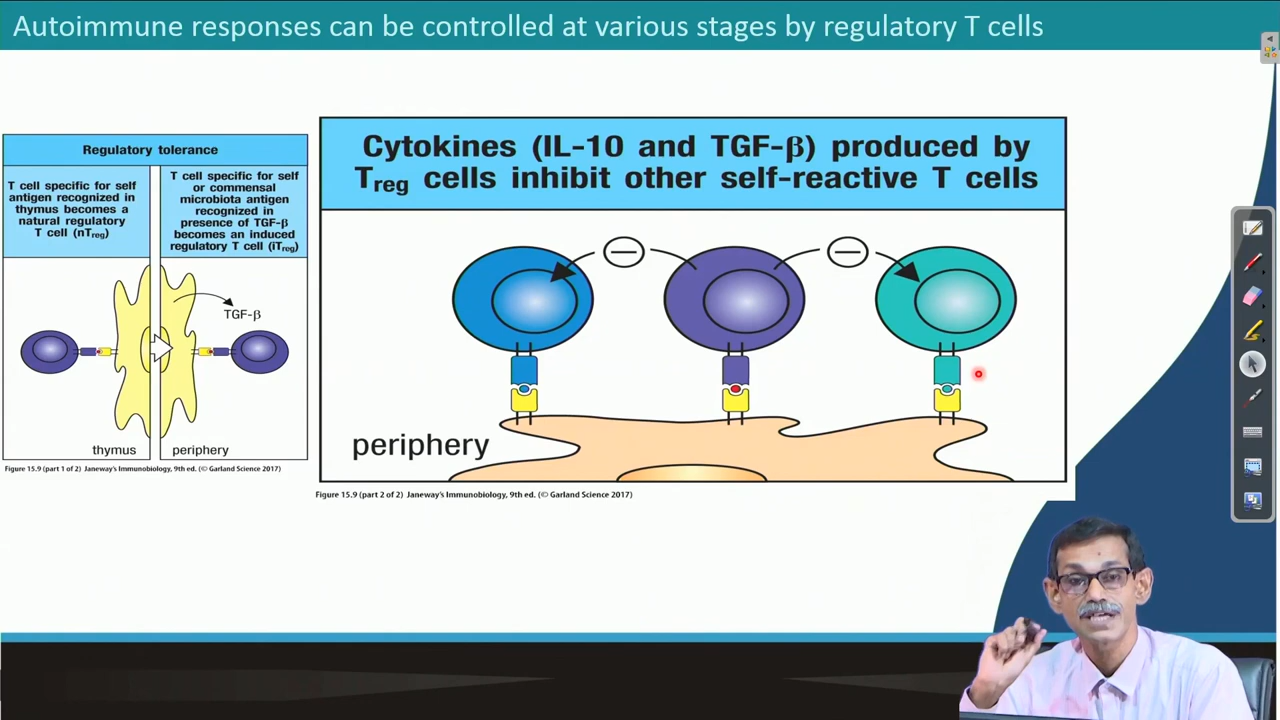 Autoimmune responses can be controlled at various stages by regulatory T cells
Regulatory tolerance
T cell specific for self
antigen recognized in
thymus becomes a
natural regulatory
T cell (nTreg)
T cell specific for self
or commensal
microbiota antigen
recognized in
presence of TGF-β
becomes an induced
regulatory T cell (iTreg)
TGF-β
thymus
periphery
Figure 15.9 (part 1 of 2) Janeway's Immunobiology, 9th ed. (© Garland Science 2017)
Cytokines (IL-10 and TGF-β) produced by
Treg cells inhibit other self-reactive T cells
periphery
Figure 15.9 (part 2 of 2) Janeway's Immunobiology, 9th ed. (© Garland Science 2017)